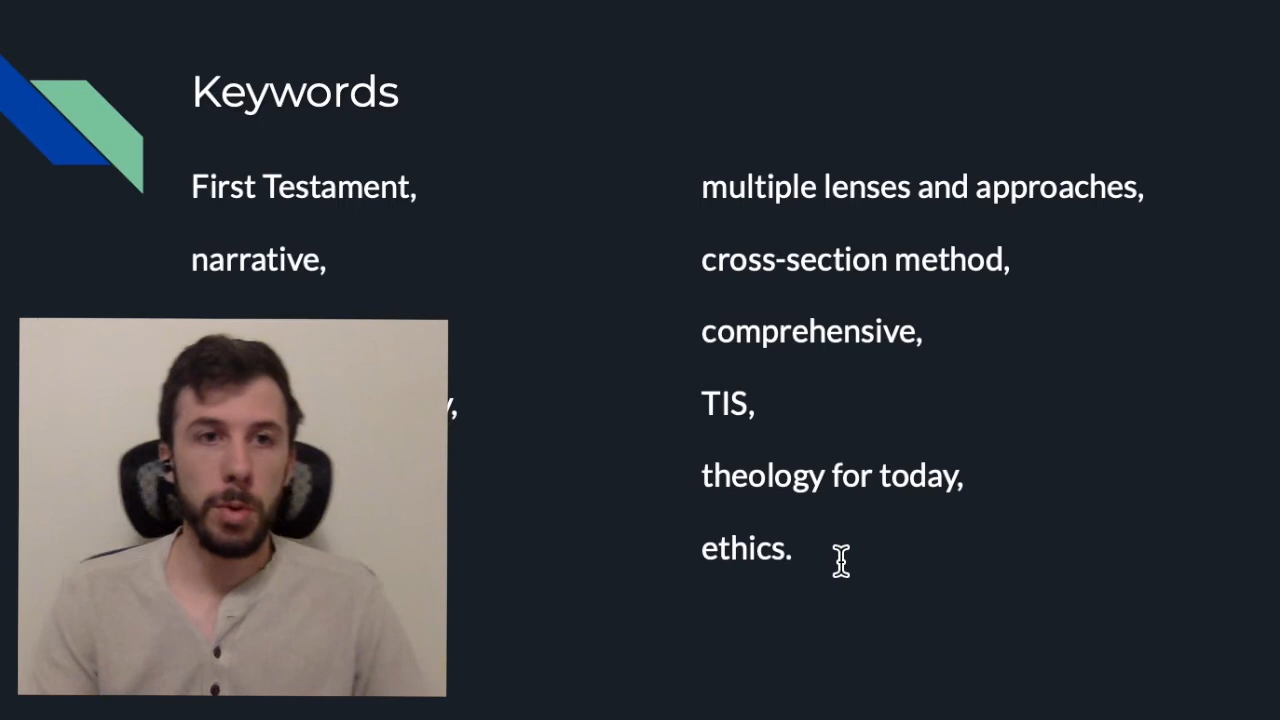 Keywords
First Testament,
narrative,
multiple lenses and approaches,
cross-section method,
comprehensive,
TIS,
theology for today,
ethics.